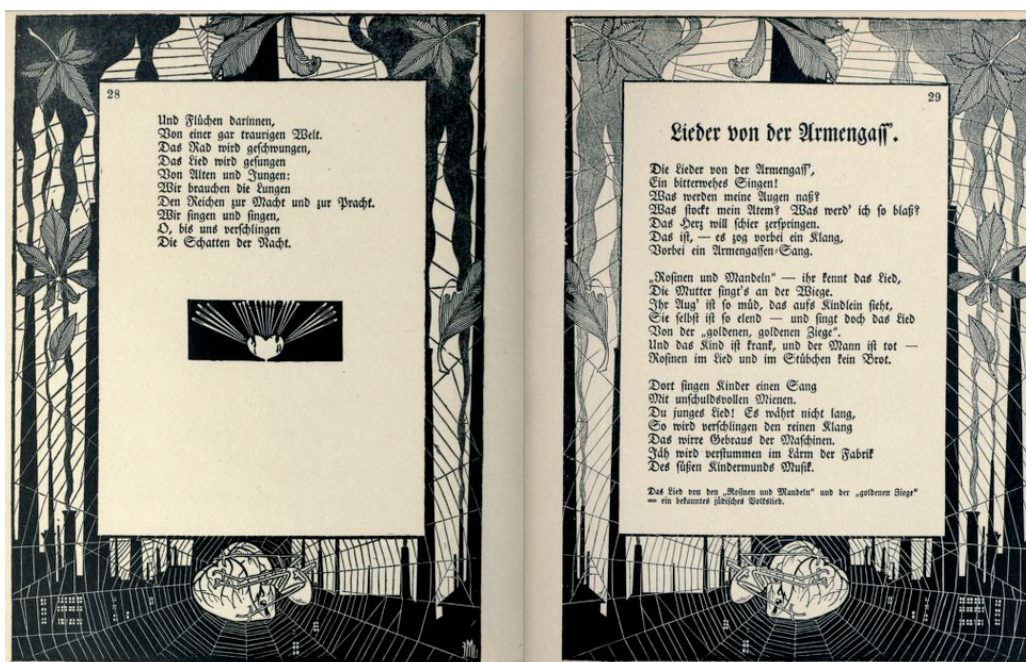 28
Und Flüchen darinnen,
Von einer gar traurigen Welt.
Das Rad wird geschwungen,
Das Lied wird gesungen
Von Alten und Jungen:
Wir brauchen die Lungen
Den Reichen zur Macht und zur Pracht.
Wir singen und singen,
O, bis uns verschlingen
Die Schatten der Nacht.
29
Lieder von der Armengass'.
Die Lieder von der Armengass',
Ein bitterwehes Singen!
Was werden meine Augen naß?
Was stockt mein Atem? Was werd' ich so blaß?
Das Herz will schier zerspringen.
Das ist, — es zog vorbei ein Klang,
Vorbei ein Armengassen-Sang.
„Rosinen und Mandeln“ — ihr kennt das Lied,
Die Mutter singt's an der Wiege.
Ihr Aug' ist so müd, das aufs Kindlein sieht,
Sie selbst ist so elend — und singt doch das Lied
Von der „goldenen, goldenen Ziege“.
Und das Kind ist krank, und der Mann ist tot —
Rosinen im Lied und im Stübchen kein Brot.
Dort singen Kinder einen Sang
Mit unschuldsvollen Mienen.
Du junges Lied! Es währt nicht lang,
So wird verschlingen den reinen Klang
Das wirre Gebraus der Maschinen.
Jäh wird verstummen im Lärm der Fabrik
Des süßen Kindermunds Musik.
Das Lied von den „Rosinen und Mandeln“ und der „goldenen Ziege“
— ein bekanntes jüdisches Volkslied.